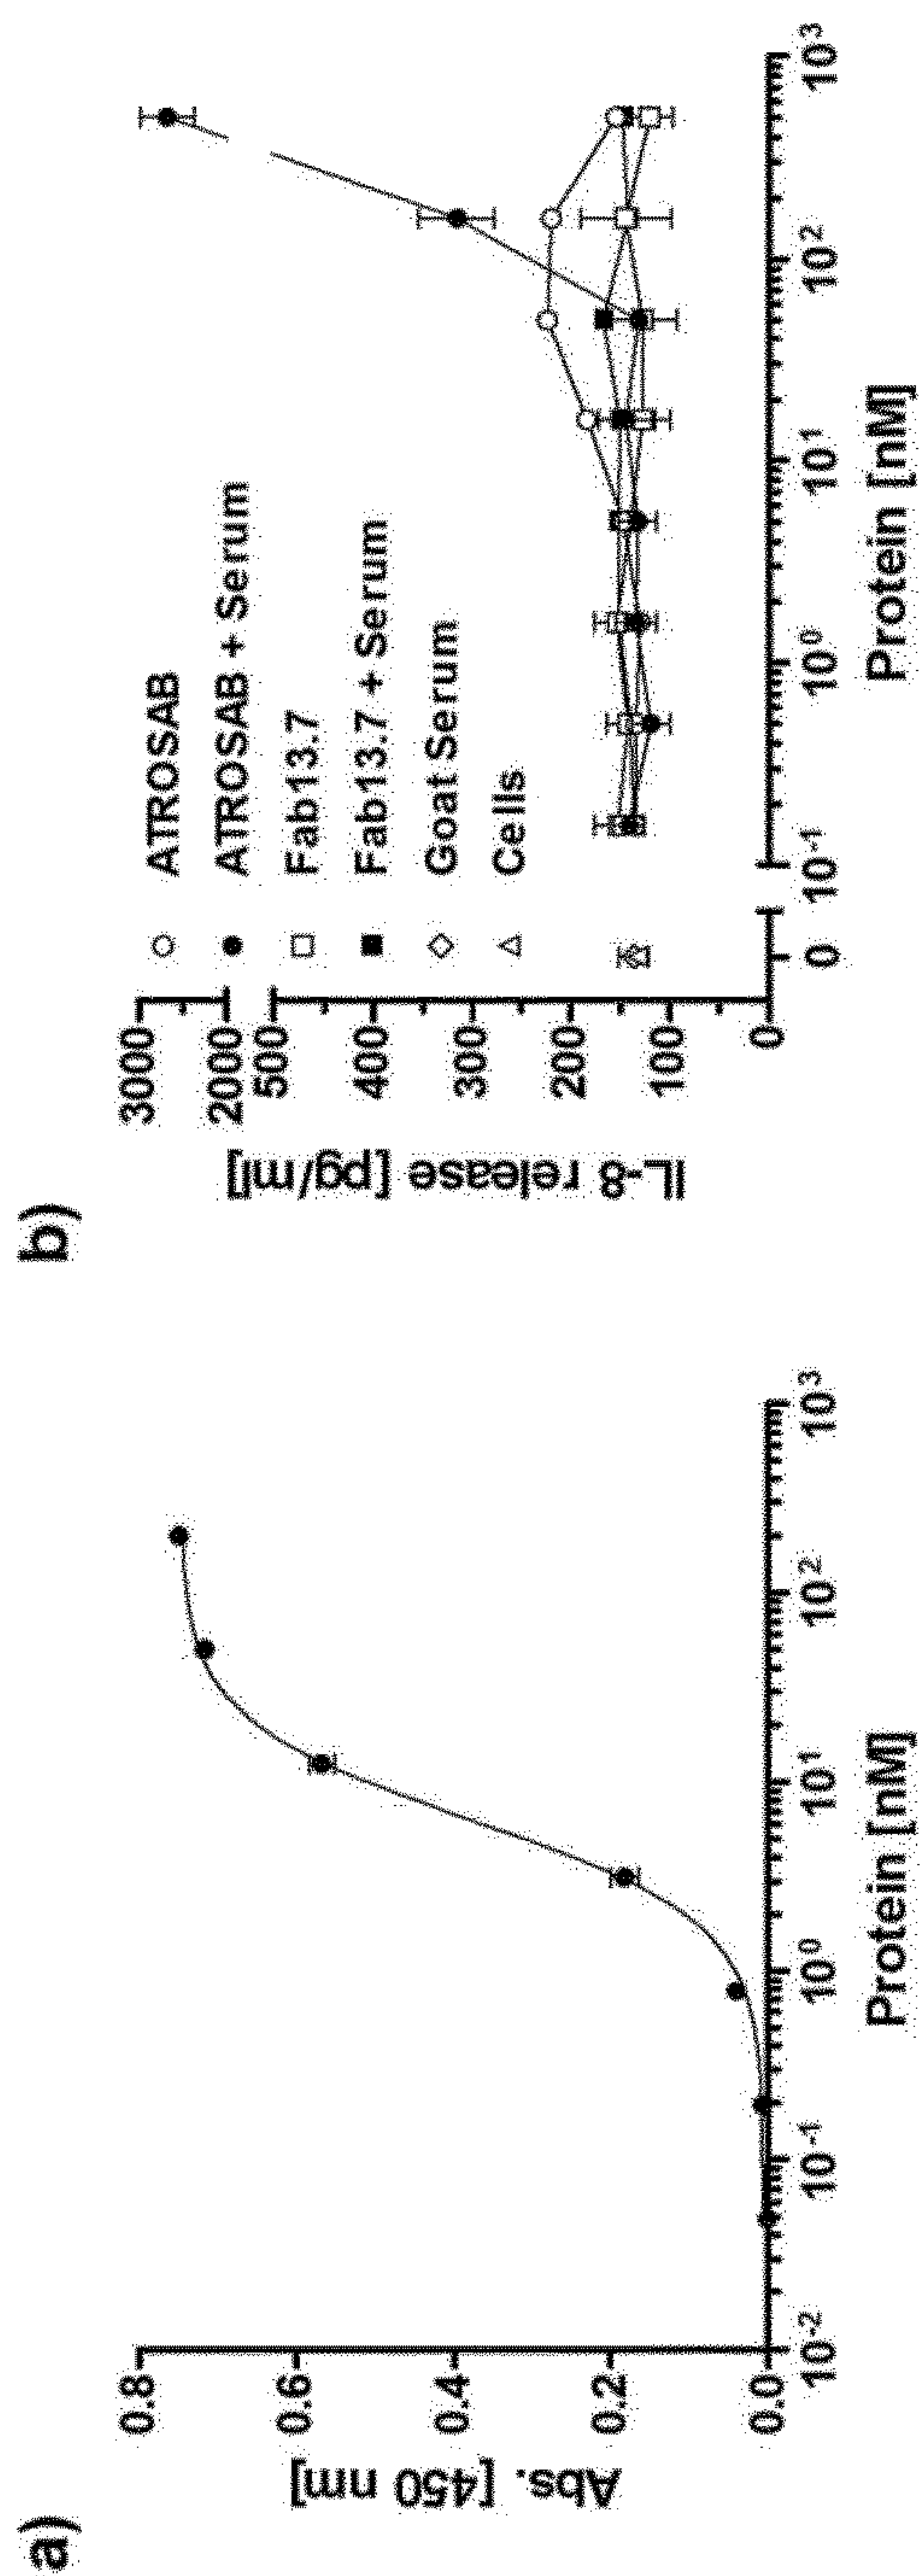 a)
Abs. [450 nm]
0.8
0.6
0.4
0.2
0.0
10⁻² 10⁻¹ 10⁰ 10¹ 10² 10³
Protein [nM]
b)
IL-8 release [pg/ml]
3000
2000
500
400
300
200
100
0
ATROSAB
ATROSAB + Serum
Fab13.7
Fab13.7 + Serum
Goat Serum
Cells
0 10⁻¹ 10⁰ 10¹ 10² 10³
Protein [nM]